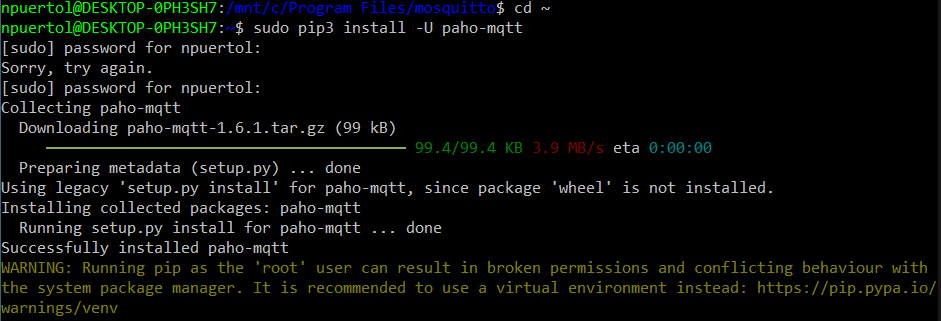 npuertol@DESKTOP-0PH3SH7:/mnt/c/Program Files/mosquitto$ cd ~
npuertol@DESKTOP-0PH3SH7:~$ sudo pip3 install -U paho-mqtt
[sudo] password for npuertol:
Sorry, try again.
[sudo] password for npuertol:
Collecting paho-mqtt
  Downloading paho-mqtt-1.6.1.tar.gz (99 kB)
99.4/99.4 KB 3.9 MB/s eta 0:00:00
  Preparing metadata (setup.py) ... done
Using legacy 'setup.py install' for paho-mqtt, since package 'wheel' is not installed.
Installing collected packages: paho-mqtt
  Running setup.py install for paho-mqtt ... done
Successfully installed paho-mqtt
WARNING: Running pip as the 'root' user can result in broken permissions and conflicting behaviour with
the system package manager. It is recommended to use a virtual environment instead: https://pip.pypa.io/
warnings/venv